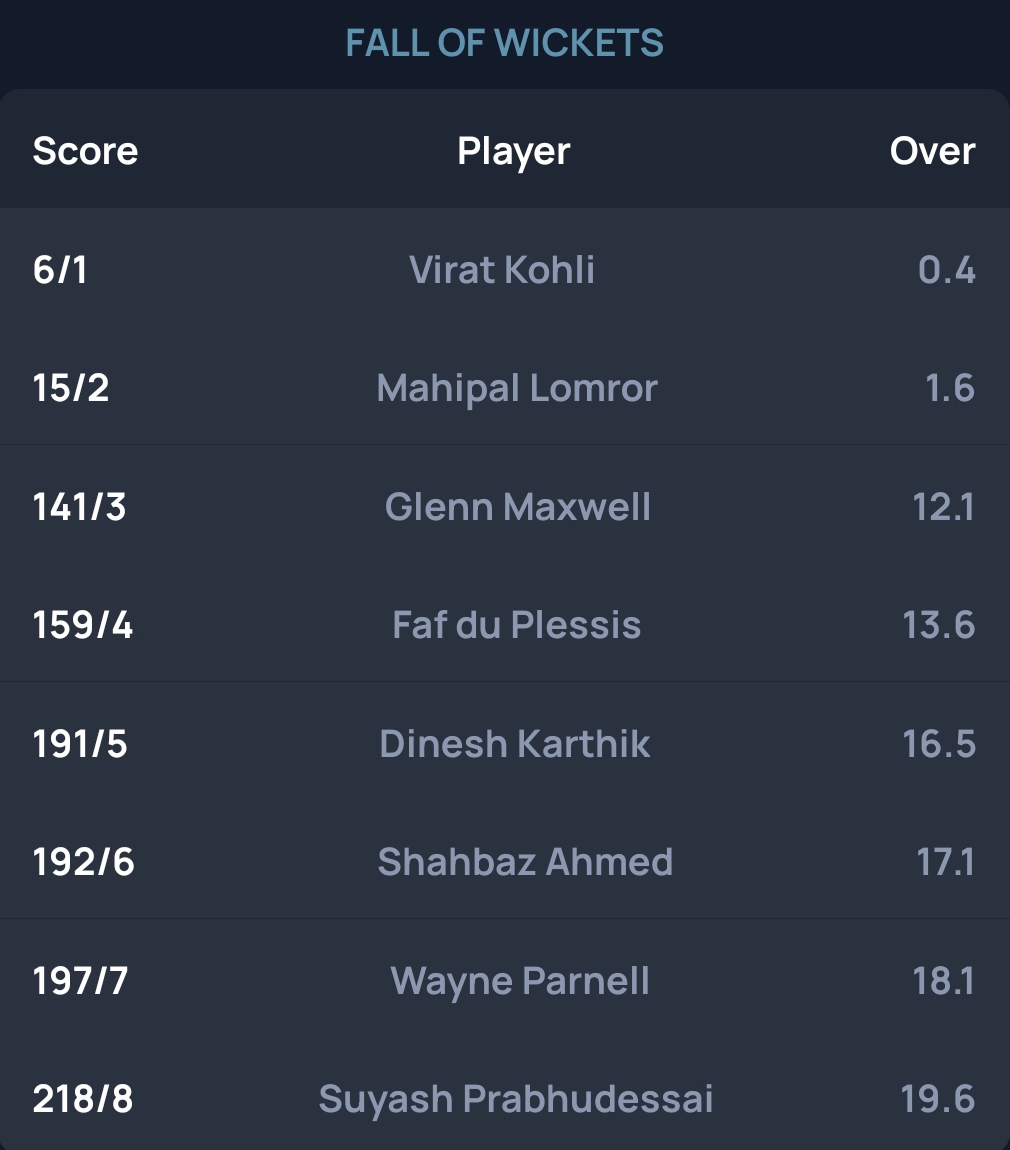 FALL OF WICKETS
Score Player Over
6/1 Virat Kohli 0.4
15/2 Mahipal Lomror 1.6
141/3 Glenn Maxwell 12.1
159/4 Faf du Plessis 13.6
191/5 Dinesh Karthik 16.5
192/6 Shahbaz Ahmed 17.1
197/7 Wayne Parnell 18.1
218/8 Suyash Prabhudessai 19.6